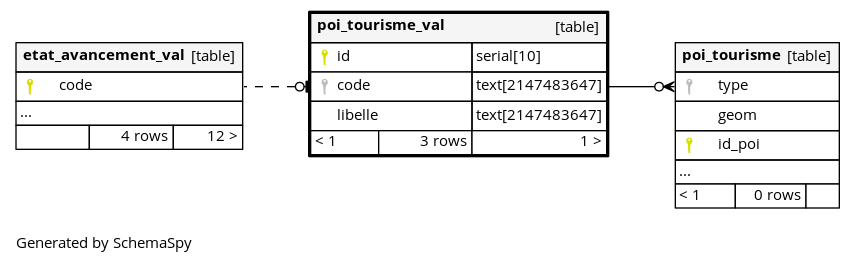 etat_avancement_val [table]
code
...
4 rows 12 >
poi_tourisme_val [table]
id serial[10]
code text[2147483647]
libelle text[2147483647]
< 1 3 rows 1 >
poi_tourisme [table]
type
geom
id_poi
...
< 1 0 rows
Generated by SchemaSpy